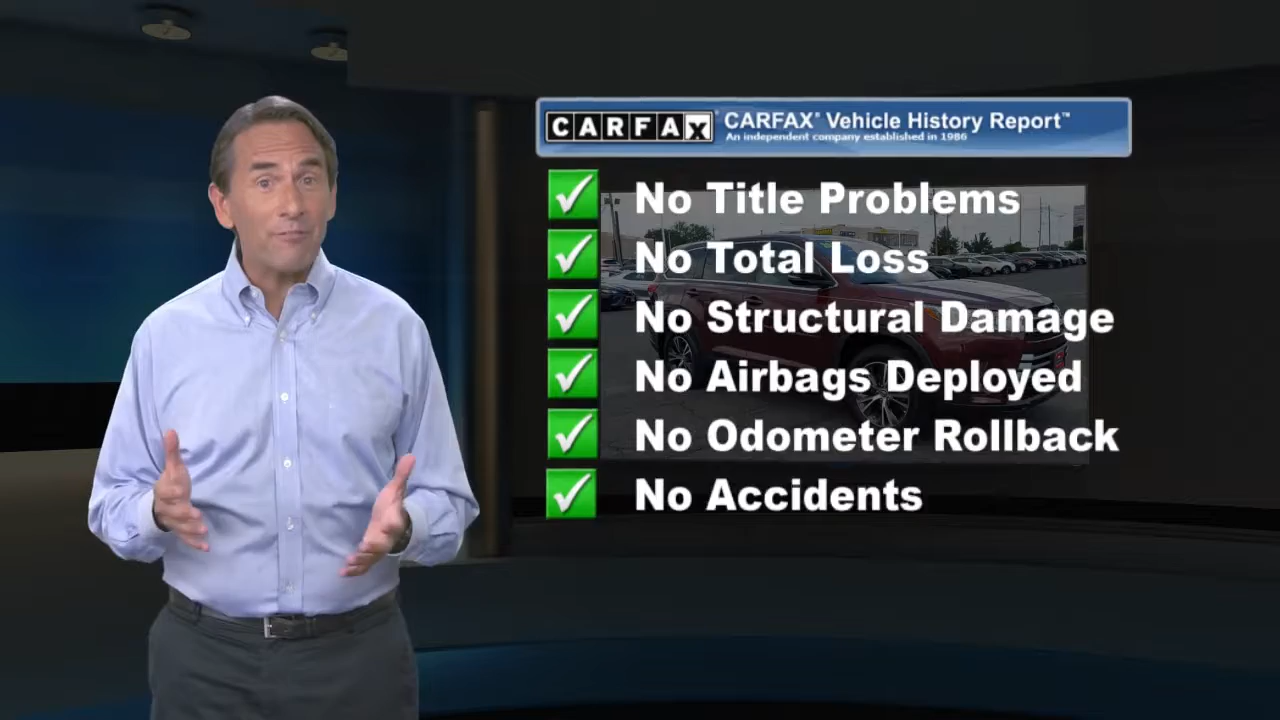 CARFAX
CARFAX® Vehicle History Report™
An independent company established in 1986
No Title Problems
No Total Loss
No Structural Damage
No Airbags Deployed
No Odometer Rollback
No Accidents